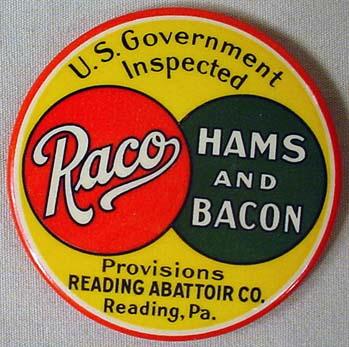 U.S. Government
Inspected
Raco
HAMS
AND
BACON
Provisions
READING ABATTOIR CO.
Reading, Pa.